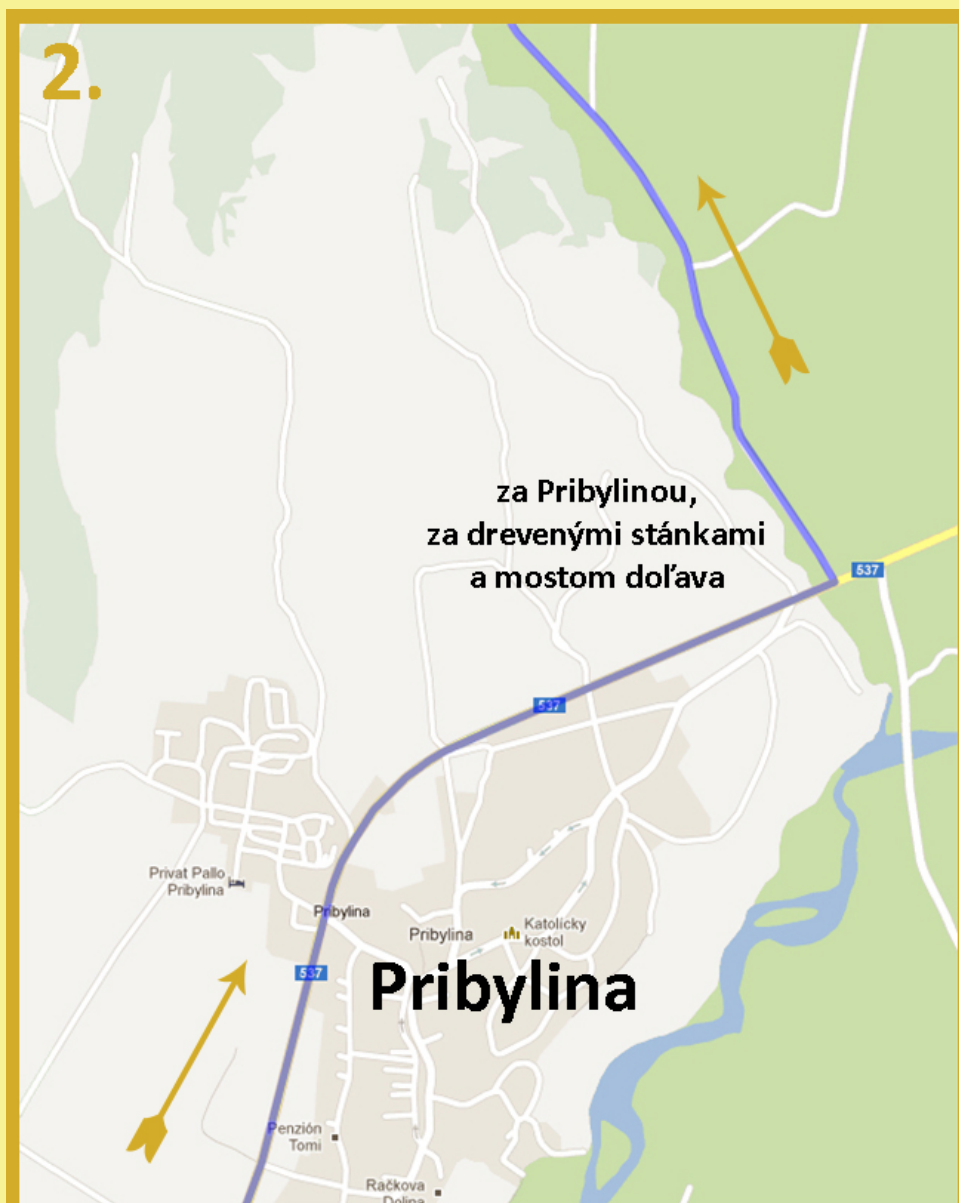 2.
za Pribylinou,
za drevenými stánkami
a mostom doľava
537
537
Privat Pallo
Pribylina
Pribylina
Pribylina
Katolícky
kostol
537
Pribylina
Penzión
Tomi
Račkova
Dolina